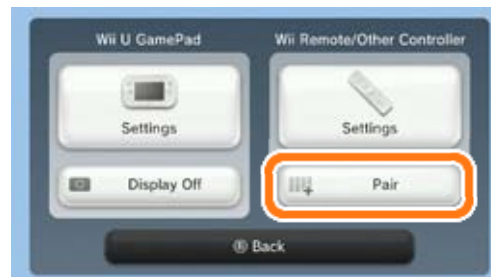 Wii U GamePad
Wii Remote/Other Controller
Settings
Settings
Display Off
Pair
Ⓑ Back